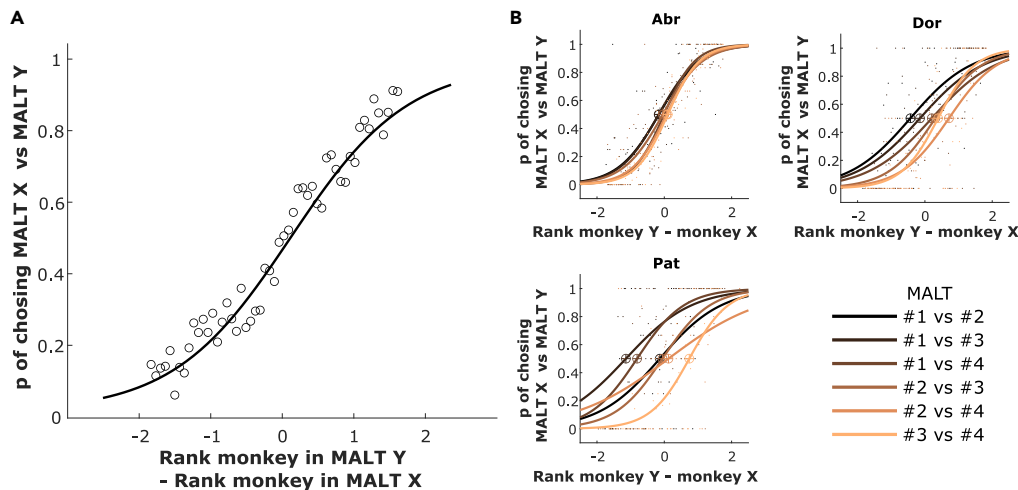 A
p of chosing MALT X vs MALT Y
1
0.8
0.6
0.4
0.2
0
-2
-1
0
1
2
Rank monkey in MALT Y
- Rank monkey in MALT X
B
Abr
p of chosing
MALT X vs MALT Y
1
0.8
0.6
0.4
0.2
0
-2
0
2
Rank monkey Y - monkey X
Dor
p of chosing
MALT X vs MALT Y
1
0.8
0.6
0.4
0.2
0
-2
0
2
Rank monkey Y - monkey X
Pat
p of chosing
MALT X vs MALT Y
1
0.8
0.6
0.4
0.2
0
-2
0
2
Rank monkey Y - monkey X
MALT
#1 vs #2
#1 vs #3
#1 vs #4
#2 vs #3
#2 vs #4
#3 vs #4